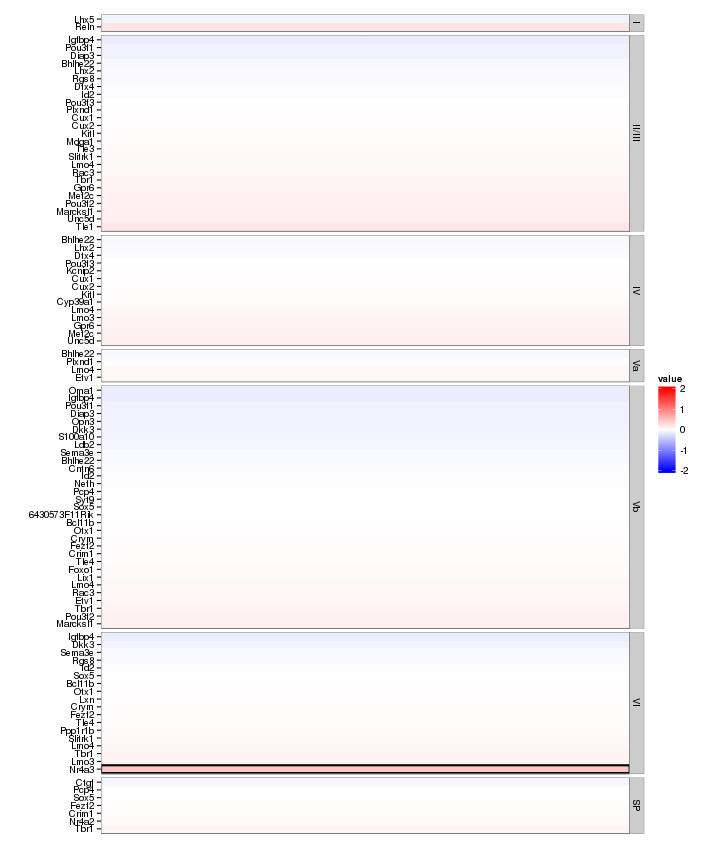 Lhx5
Reln
I
Igfbp4
Pou3f1
Diap3
Bhlhe22
Lhx2
Rgs8
Dtx4
Id2
Pou3f3
Plxnd1
Cux1
Cux2
Kitl
Mdga1
Tle3
Slitrk1
Lmo4
Rac3
Tbr1
Gpr6
Mef2c
Pou3f2
Marcksl1
Unc5d
Tle1
II/III
Bhlhe22
Lhx2
Dtx4
Pou3f3
Kcnip2
Cux1
Cux2
Kitl
Cyp39a1
Lmo4
Lmo3
Gpr6
Mef2c
Unc5d
IV
Bhlhe22
Plxnd1
Lmo4
Etv1
Va
Oma1
Igfbp4
Pou3f1
Diap3
Opn3
Dkk3
S100a10
Ldb2
Sema3e
Bhlhe22
Cntn6
Id2
Nefh
Pcp4
Syt9
Sox5
6430573F11Rik
Bcl11b
Otx1
Crym
Fezf2
Crim1
Tle4
Foxo1
Lix1
Lmo4
Rac3
Etv1
Tbr1
Pou3f2
Marcksl1
Vb
Igfbp4
Dkk3
Sema3e
Rgs8
Id2
Sox5
Bcl11b
Otx1
Lxn
Crym
Fezf2
Tle4
Ppp1r1b
Slitrk1
Lmo4
Tbr1
Lmo3
Nr4a3
VI
Ctgf
Pcp4
Sox5
Fezf2
Crim1
Nr4a2
Tbr1
SP
value
2
1
0
-1
-2